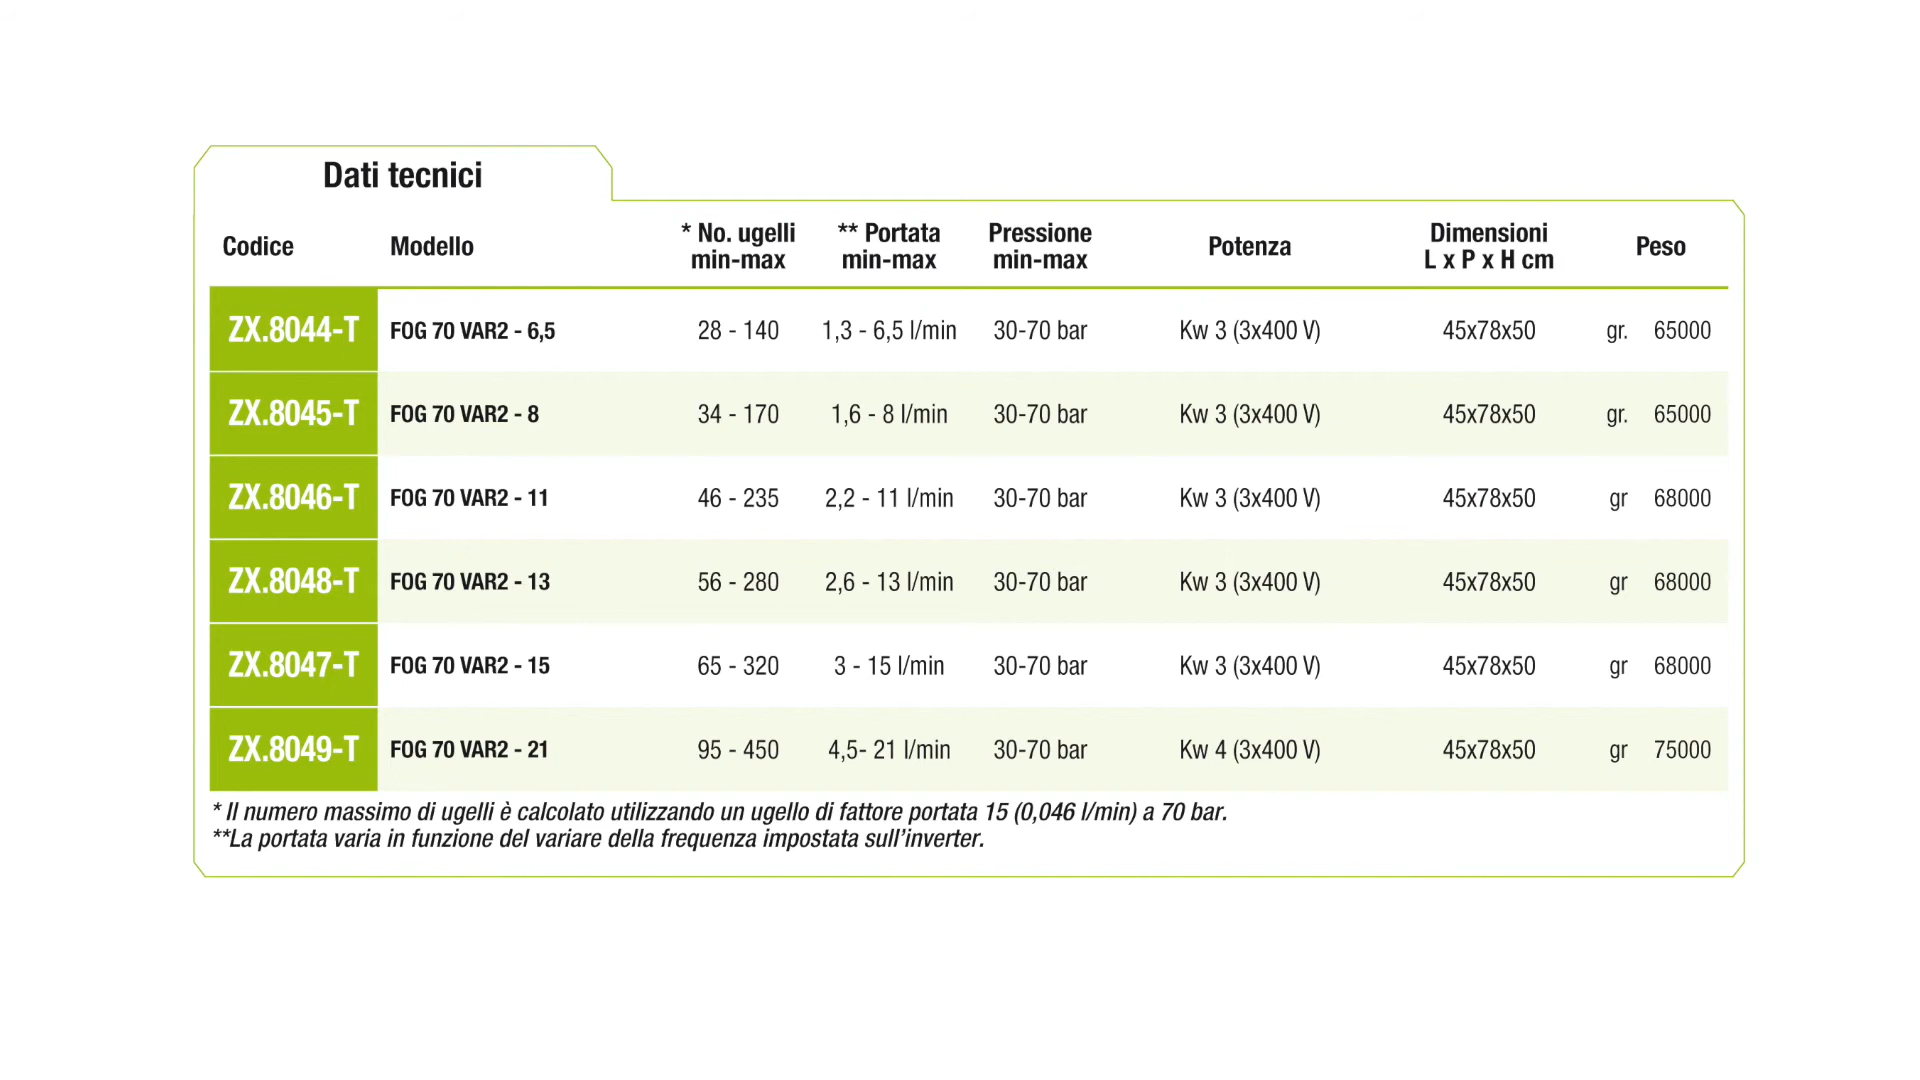 Dati tecnici
Codice Modello * No. ugelli min-max ** Portata min-max Pressione min-max Potenza Dimensioni L x P x H cm Peso
ZX.8044-T FOG 70 VAR2 - 6,5 28 - 140 1,3 - 6,5 l/min 30-70 bar Kw 3 (3x400 V) 45x78x50 gr. 65000
ZX.8045-T FOG 70 VAR2 - 8 34 - 170 1,6 - 8 l/min 30-70 bar Kw 3 (3x400 V) 45x78x50 gr. 65000
ZX.8046-T FOG 70 VAR2 - 11 46 - 235 2,2 - 11 l/min 30-70 bar Kw 3 (3x400 V) 45x78x50 gr 68000
ZX.8048-T FOG 70 VAR2 - 13 56 - 280 2,6 - 13 l/min 30-70 bar Kw 3 (3x400 V) 45x78x50 gr 68000
ZX.8047-T FOG 70 VAR2 - 15 65 - 320 3 - 15 l/min 30-70 bar Kw 3 (3x400 V) 45x78x50 gr 68000
ZX.8049-T FOG 70 VAR2 - 21 95 - 450 4,5- 21 l/min 30-70 bar Kw 4 (3x400 V) 45x78x50 gr 75000
* Il numero massimo di ugelli è calcolato utilizzando un ugello di fattore portata 15 (0,046 l/min) a 70 bar.
**La portata varia in funzione del variare della frequenza impostata sull'inverter.